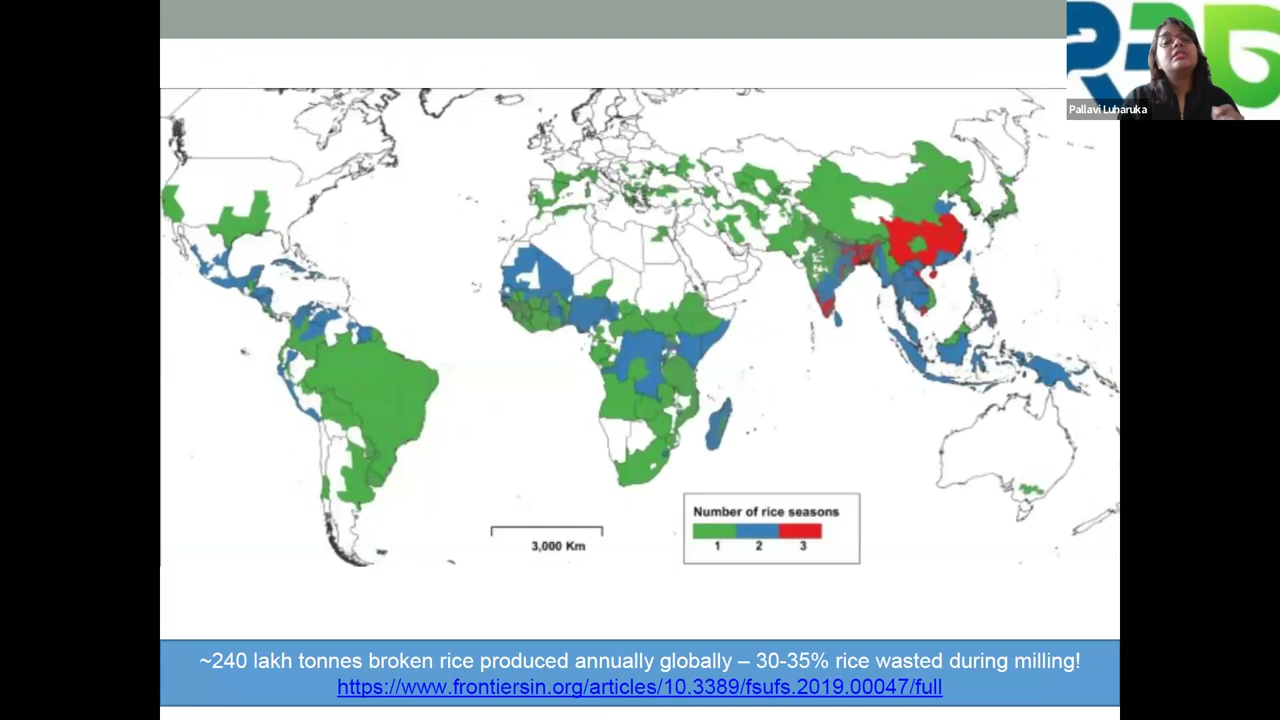 Pallavi Luharuka
Number of rice seasons
1 2 3
3,000 Km
~240 lakh tonnes broken rice produced annually globally – 30-35% rice wasted during milling!
https://www.frontiersin.org/articles/10.3389/fsufs.2019.00047/full